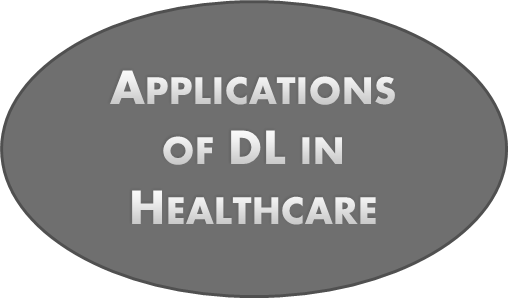 APPLICATIONS
OF DL IN
HEALTHCARE